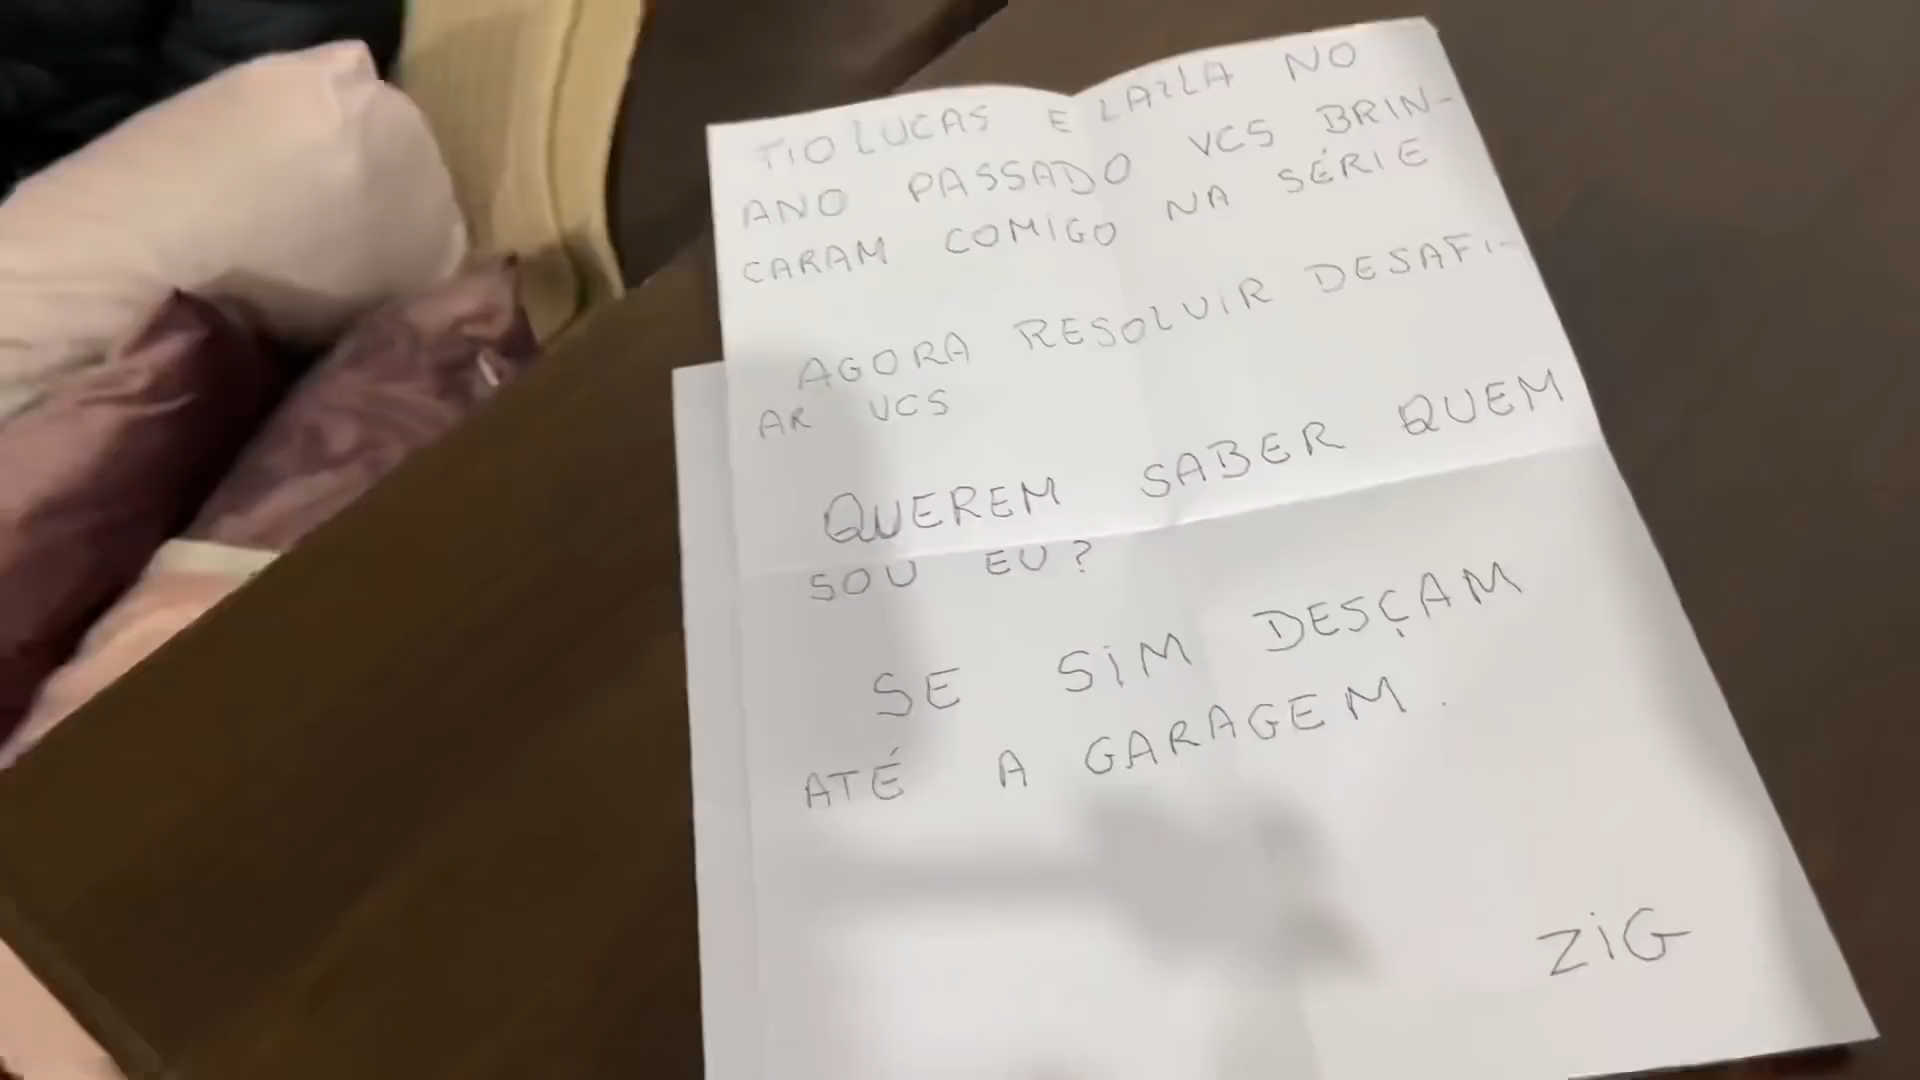 TIO LUCAS E LAILA NO
ANO PASSADO VCS BRIN-
CARAM COMIGO NA SÉRIE
AGORA RESOLVIR DESAFI-
AR VCS
QUEREM SABER QUEM
SOU EU?
SE SIM DESÇAM
ATÉ A GARAGEM.
ZIG